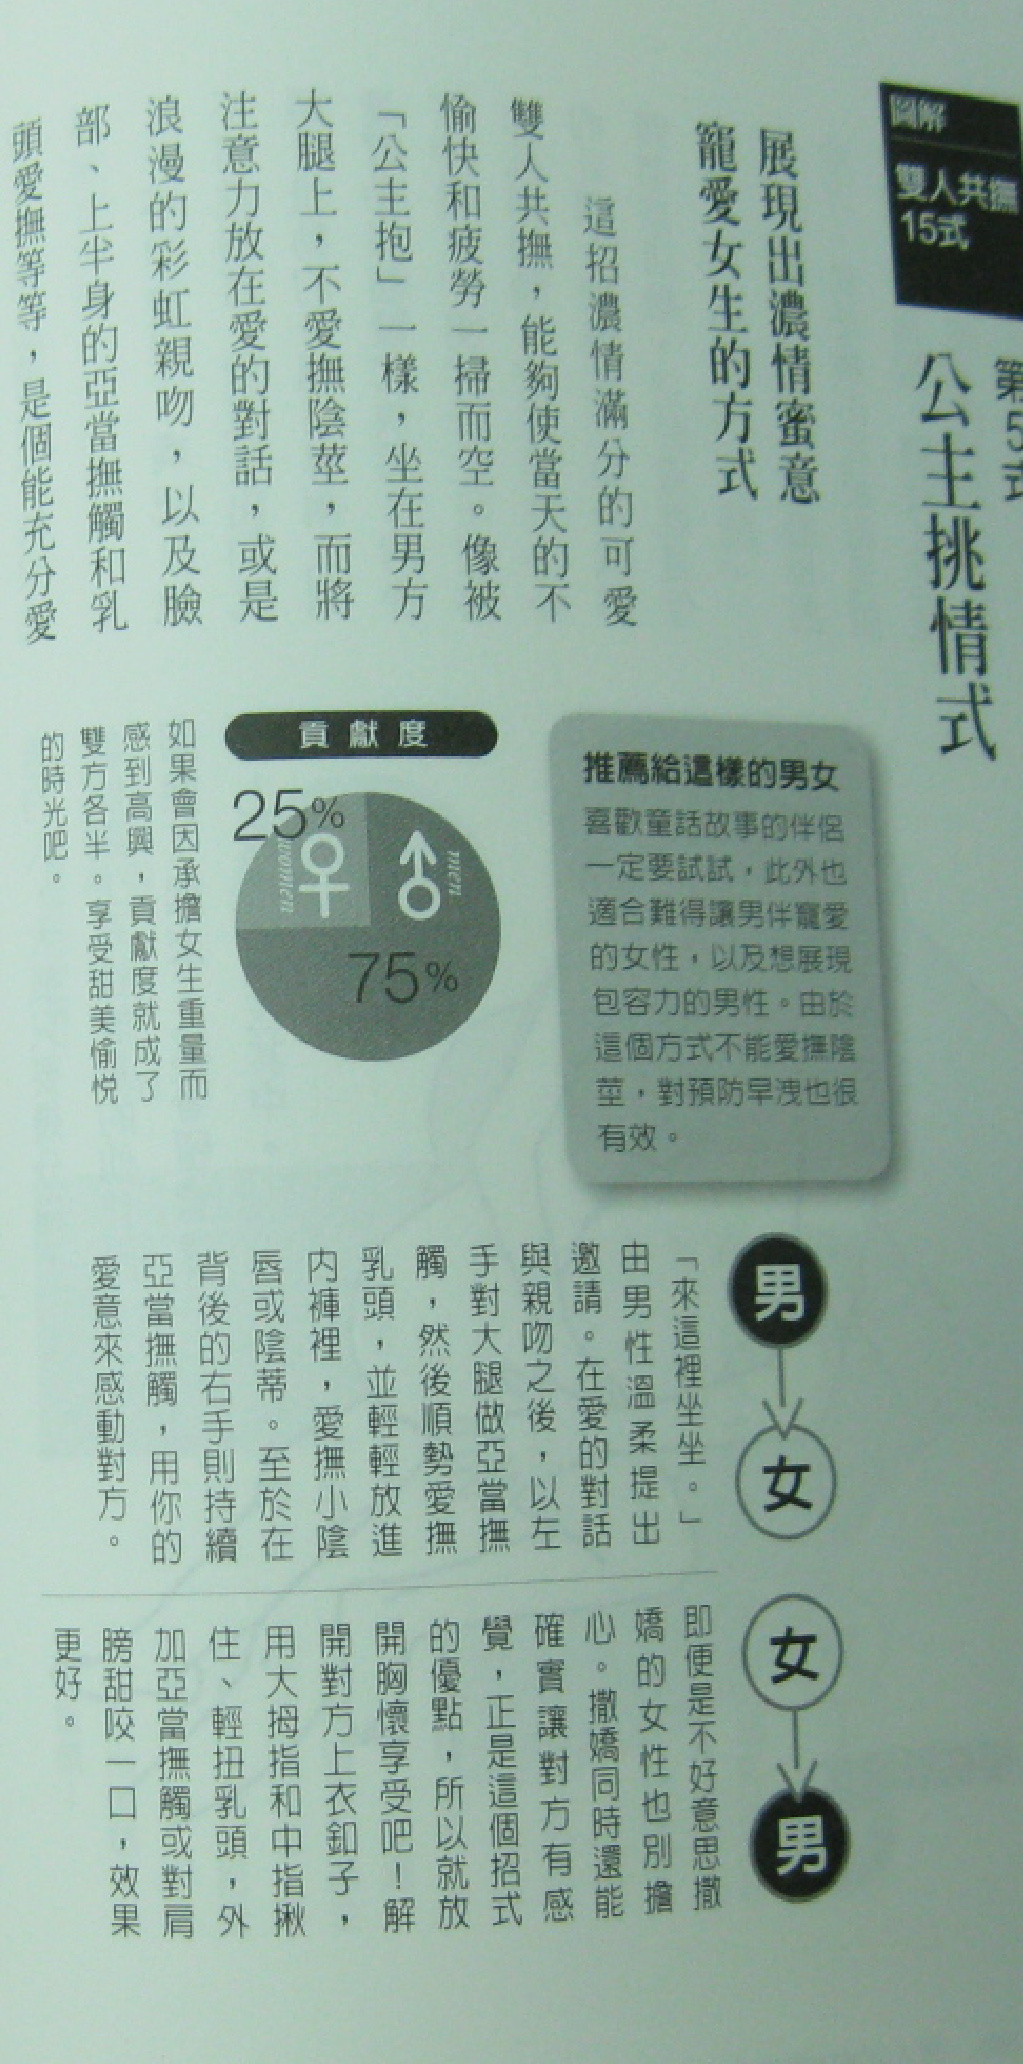 圖解
雙人共撫
15式
第5式
公主挑情式
展現出濃情蜜意
寵愛女生的方式
這招濃情滿分的可愛
雙人共撫，能夠使當天的不
愉快和疲勞一掃而空。像被
「公主抱」一樣，坐在男方
大腿上，不愛撫陰莖，而將
注意力放在愛的對話，或是
浪漫的彩虹親吻，以及臉
部、上半身的亞當撫觸和乳
頭愛撫等等，是個能充分愛
推薦給這樣的男女
喜歡童話故事的伴侶
一定要試試，此外也
適合難得讓男伴寵愛
的女性，以及想展現
包容力的男性。由於
這個方式不能愛撫陰
莖，對預防早洩也很
有效。
貢獻度
25%
women
men
75%
如果會因承擔女生重量而
感到高興，貢獻度就成了
雙方各半。享受甜美愉悅
的時光吧。
男
女
「來這裡坐坐。」
由男性溫柔提出
邀請。在愛的對話
與親吻之後，以左
手對大腿做亞當撫
觸，然後順勢愛撫
乳頭，並輕輕放進
內褲裡，愛撫小陰
唇或陰蒂。至於在
背後的右手則持續
亞當撫觸，用你的
愛意來感動對方。
女
男
即便是不好意思撒
嬌的女性也別擔
心。撒嬌同時還能
確實讓對方有感
覺，正是這個招式
的優點，所以就放
開胸懷享受吧！解
開對方上衣釦子，
用大拇指和中指揪
住、輕扭乳頭，外
加亞當撫觸或對肩
膀甜咬一口，效果
更好。